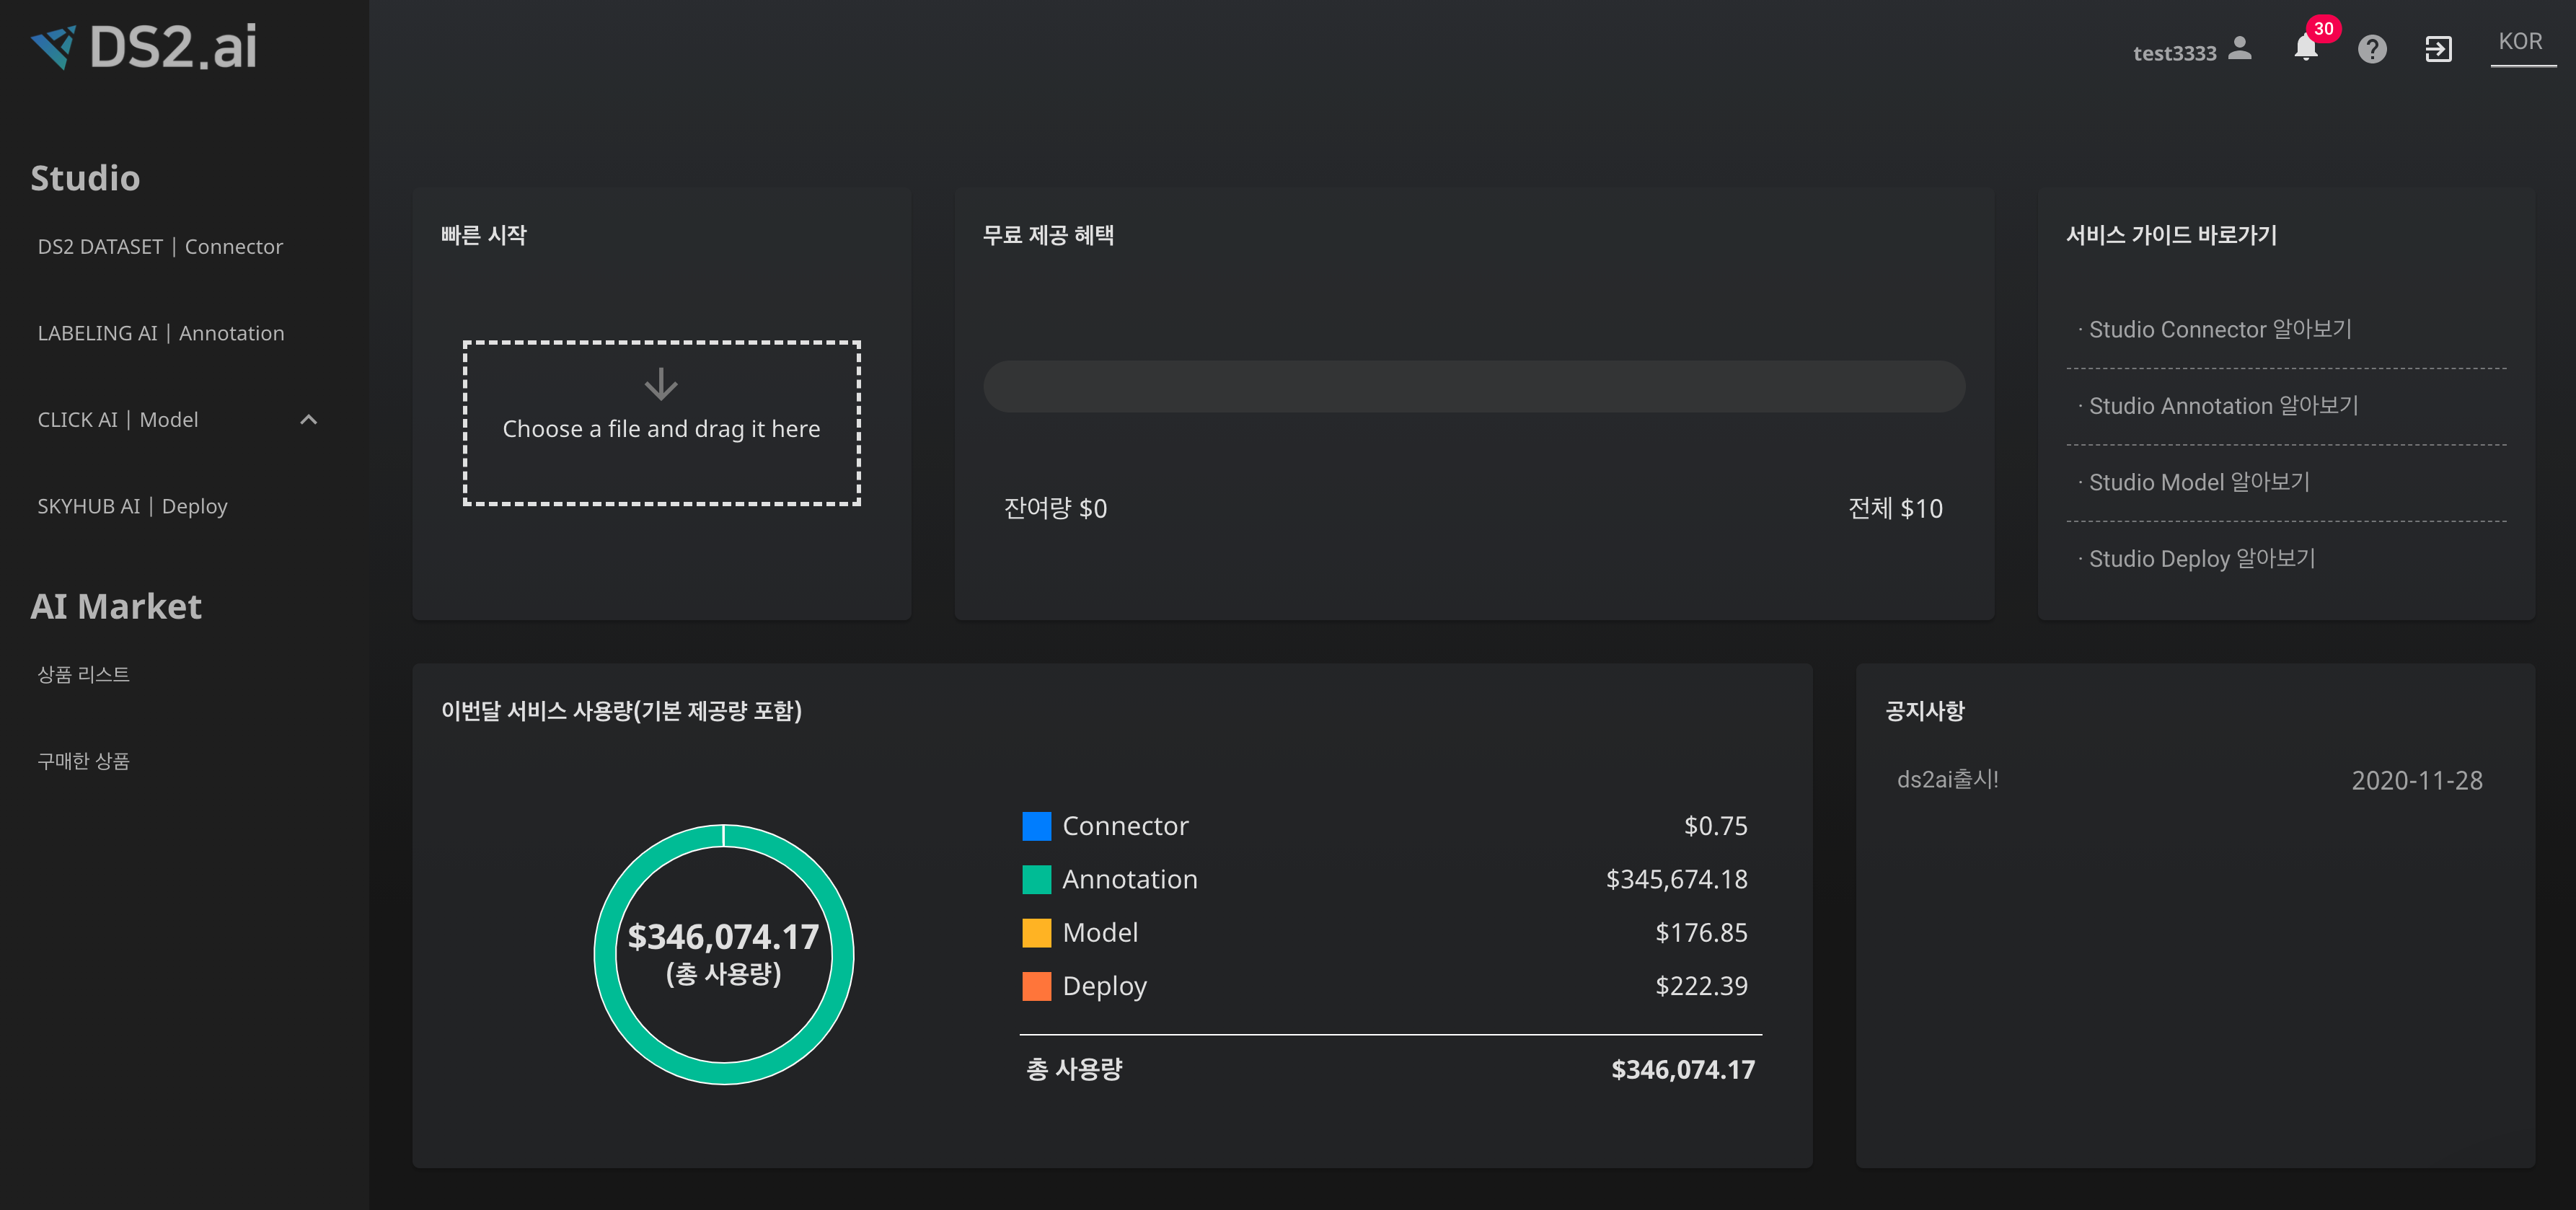 DS2.ai
test3333
30
KOR
Studio
DS2 DATASET | Connector
LABELING AI | Annotation
CLICK AI | Model
SKYHUB AI | Deploy
AI Market
상품 리스트
구매한 상품
빠른 시작
Choose a file and drag it here
무료 제공 혜택
잔여량 $0
전체 $10
서비스 가이드 바로가기
· Studio Connector 알아보기
· Studio Annotation 알아보기
· Studio Model 알아보기
· Studio Deploy 알아보기
이번달 서비스 사용량(기본 제공량 포함)
$346,074.17
(총 사용량)
Connector $0.75
Annotation $345,674.18
Model $176.85
Deploy $222.39
총 사용량 $346,074.17
공지사항
ds2ai출시! 2020-11-28